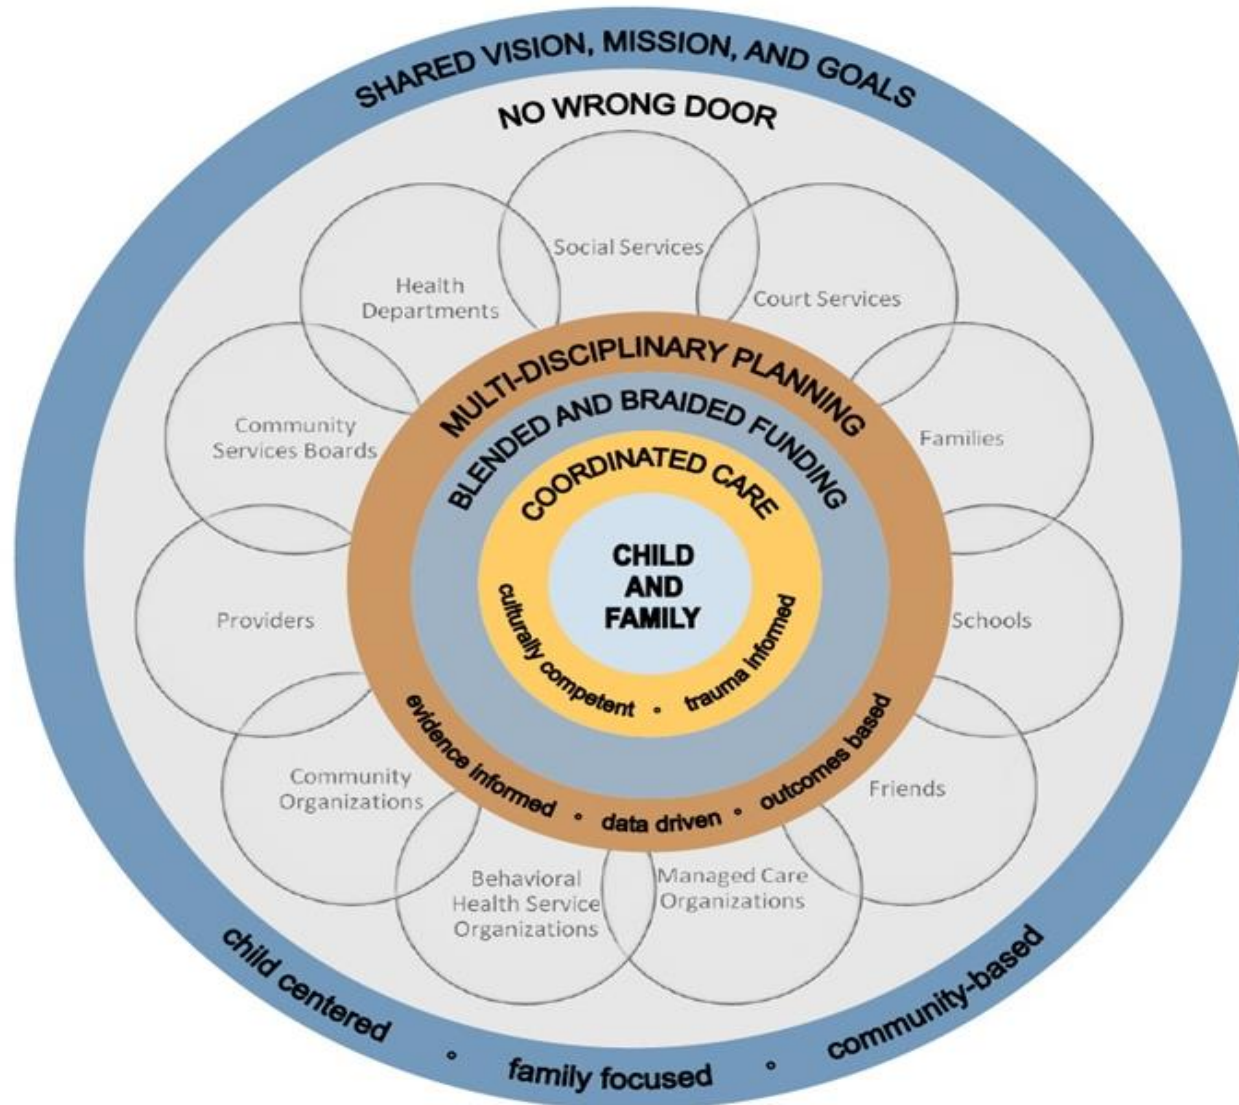 SHARED VISION, MISSION, AND GOALS
NO WRONG DOOR
Social Services
Health
Departments
Court Services
Community
Services Boards
Families
Providers
Schools
Community
Organizations
Friends
Behavioral
Health Service
Organizations
Managed Care
Organizations
MULTI-DISCIPLINARY PLANNING
BLENDED AND BRAIDED FUNDING
COORDINATED CARE
CHILD
AND
FAMILY
culturally competent ∘ trauma informed
evidence informed ∘ data driven ∘ outcomes based
child centered ∘ family focused ∘ community-based